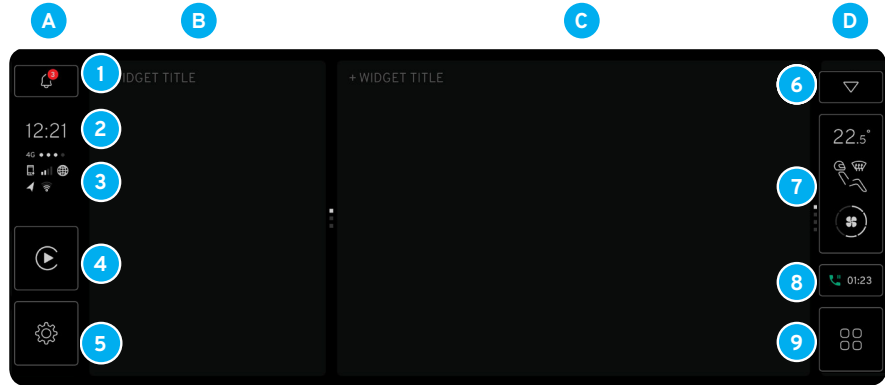 A
B
C
D
3
1
WIDGET TITLE
+ WIDGET TITLE
6
12:21
2
22.5°
4G
3
7
4
8
01:23
5
9